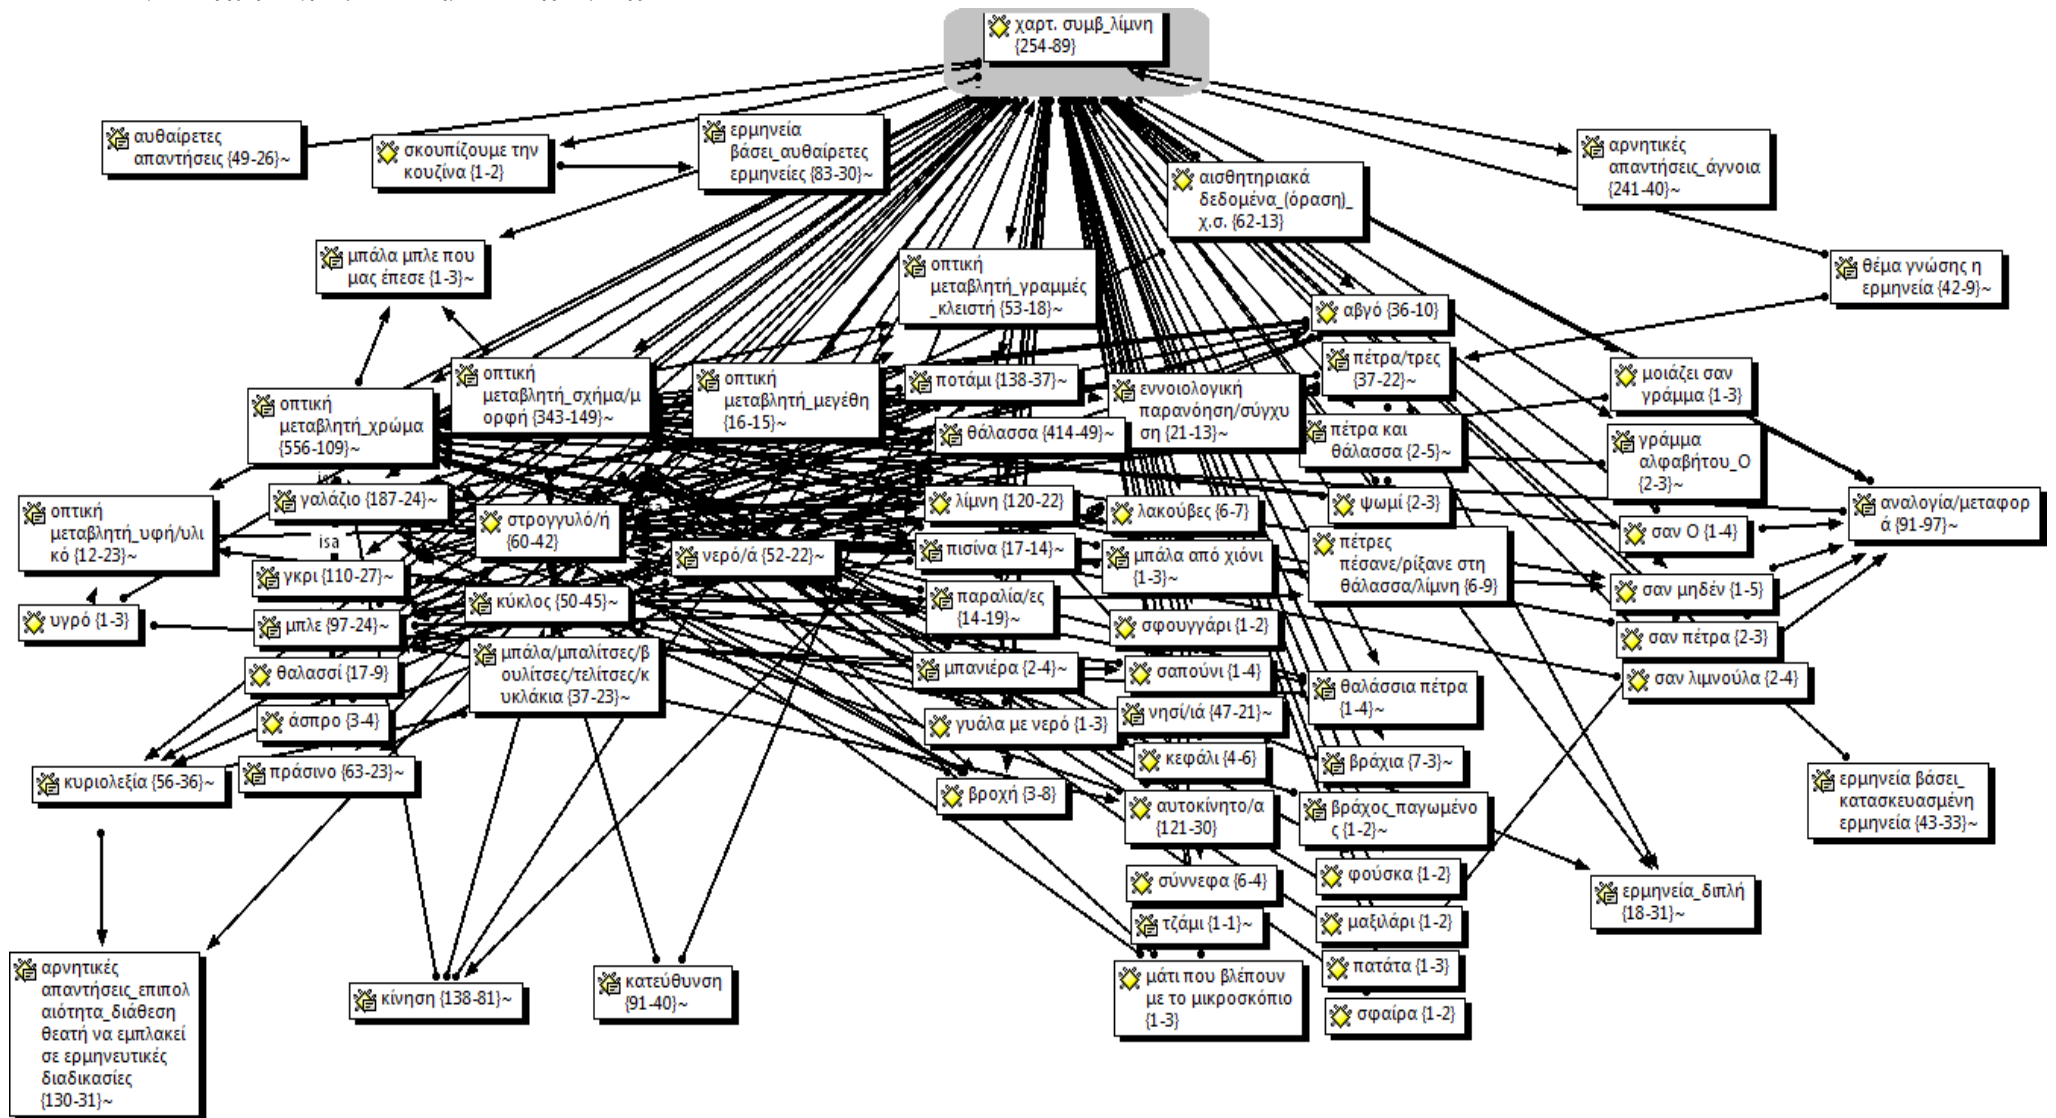 χαρτ. συμβ_λίμνη
{254-89}
αυθαίρετες
απαντήσεις {49-26}~
σκουπίζουμε την
κουζίνα {1-2}
ερμηνεία
βάσει_αυθαίρετες
ερμηνείες {83-30}~
αισθητηριακά
δεδομένα_(όραση)_
χ.σ. {62-13}
αρνητικές
απαντήσεις_άγνοια
{241-40}~
μπάλα μπλε που
μας έπεσε {1-3}~
οπτική
μεταβλητή_γραμμές
_κλειστή {53-18}~
θέμα γνώσης η
ερμηνεία {42-9}~
αβγό {36-10}
πέτρα/τρες
{37-22}~
οπτική
μεταβλητή_χρώμα
{556-109}~
οπτική
μεταβλητή_σχήμα/μ
ορφή {343-149}~
οπτική
μεταβλητή_μεγέθη
{16-15}~
ποτάμι {138-37}~
θάλασσα {414-49}~
εννοιολογική
παρανόηση/σύγχυ
ση {21-13}~
πέτρα και
θάλασσα {2-5}~
μοιάζει σαν
γράμμα {1-3}
γράμμα
αλφαβήτου_Ο
{2-3}~
οπτική
μεταβλητή_υφή/υλι
κό {12-23}~
γαλάζιο {187-24}~
στρογγυλό/ή
{60-42}
λίμνη {120-22}
λακούβες {6-7}
ψωμί {2-3}
σαν Ο {1-4}
αναλογία/μεταφορ
ά {91-97}~
isa
γκρι {110-27}~
νερό/ά {52-22}~
πισίνα {17-14}~
μπάλα από χιόνι
{1-3}~
πέτρες
πέσανε/ρίξανε στη
θάλασσα/λίμνη {6-9}
σαν μηδέν {1-5}
υγρό {1-3}
μπλε {97-24}~
κύκλος {50-45}~
παραλία/ες
{14-19}~
σφουγγάρι {1-2}
σαν πέτρα {2-3}
θαλασσί {17-9}
μπάλα/μπαλίτσες/β
ουλίτσες/τελίτσες/κ
υκλάκια {37-23}~
μπανιέρα {2-4}~
σαπούνι {1-4}
θαλάσσια πέτρα
{1-4}~
σαν λιμνούλα {2-4}
άσπρο {3-4}
γυάλα με νερό {1-3}
νησί/ιά {47-21}~
κυριολεξία {56-36}~
πράσινο {63-23}~
κεφάλι {4-6}
βράχια {7-3}~
βροχή {3-8}
αυτοκίνητο/α
{121-30}
βράχος_παγωμένο
ς {1-2}~
ερμηνεία βάσει_
κατασκευασμένη
ερμηνεία {43-33}~
σύννεφα {6-4}
φούσκα {1-2}
ερμηνεία_διπλή
{18-31}~
τζάμι {1-1}~
μαξιλάρι {1-2}
αρνητικές
απαντήσεις_επιπολ
αιότητα_διάθεση
θεατή να εμπλακεί
σε ερμηνευτικές
διαδικασίες
{130-31}~
κίνηση {138-81}~
κατεύθυνση
{91-40}~
μάτι που βλέπουν
με το μικροσκόπιο
{1-3}
πατάτα {1-3}
σφαίρα {1-2}